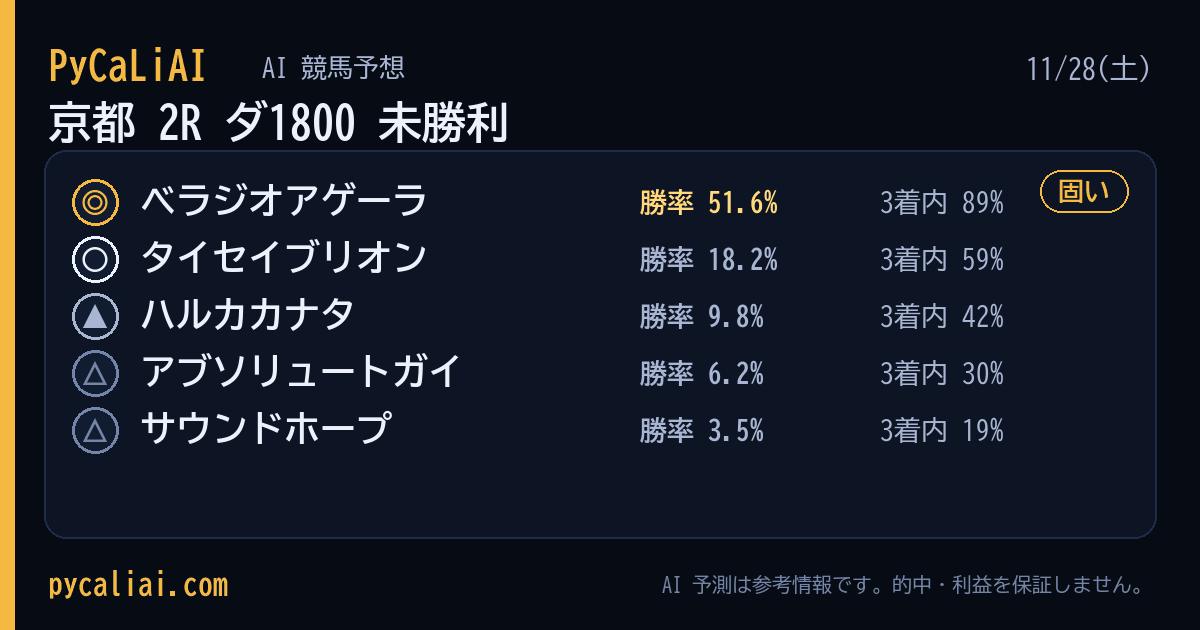 PyCaLiAI AI 競馬予想 11/28(土)
京都 2R ダ1800 未勝利
◎ ベラジオアゲーラ 勝率 51.6% 3着内 89% 固い
○ タイセイブリオン 勝率 18.2% 3着内 59%
▲ ハルカカナタ 勝率 9.8% 3着内 42%
△ アブソリュートガイ 勝率 6.2% 3着内 30%
△ サウンドホープ 勝率 3.5% 3着内 19%
pycaliai.com AI 予測は参考情報です。的中・利益を保証しません。